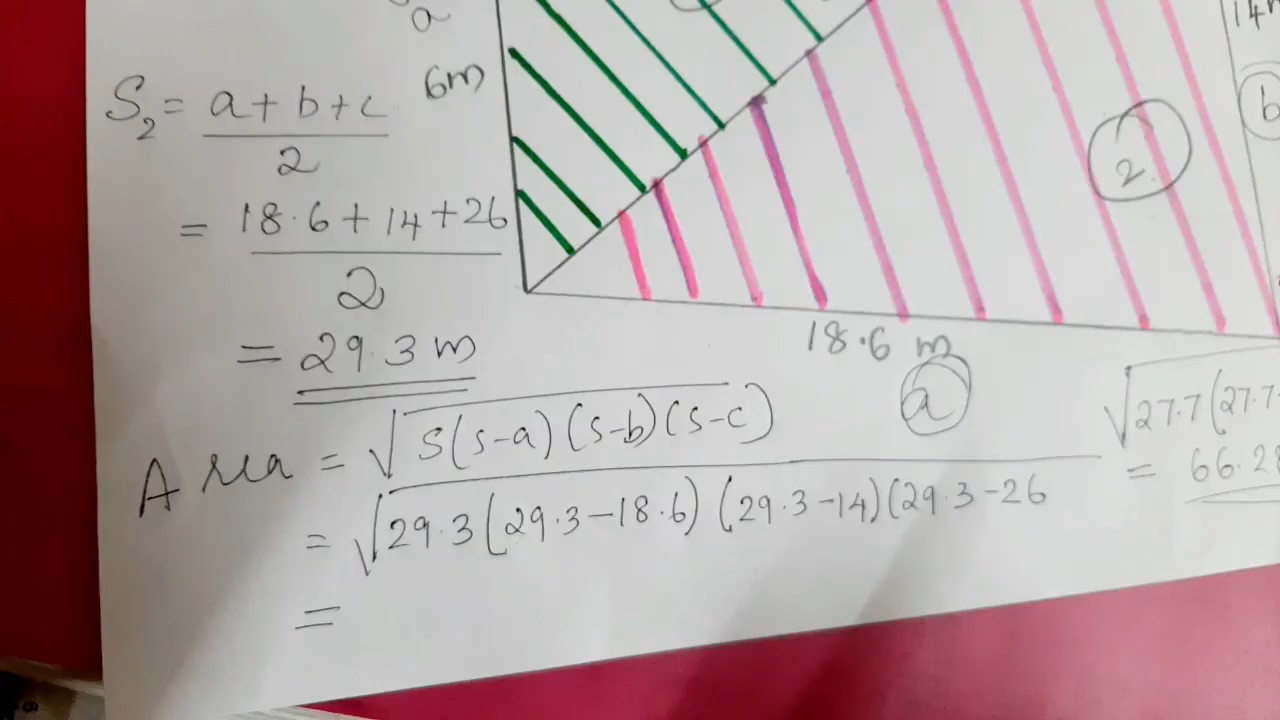 a
6m
S2 = a + b + c
2
= 18.6 + 14 + 26
2
= 29.3 m
Area = √S(s-a)(s-b)(s-c)
= √29.3(29.3-18.6)(29.3-14)(29.3-26
=
2
b
18.6 m
a
√27.7(27.7
= 66.28